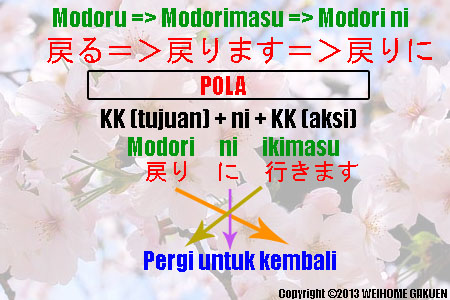 Modoru => Modorimasu => Modori ni
戻る＝＞戻ります＝＞戻りに
POLA
KK (tujuan) + ni + KK (aksi)
Modori ni ikimasu
戻り に 行きます
Pergi untuk kembali
Copyright ©2013 WEIHOME GAKUEN